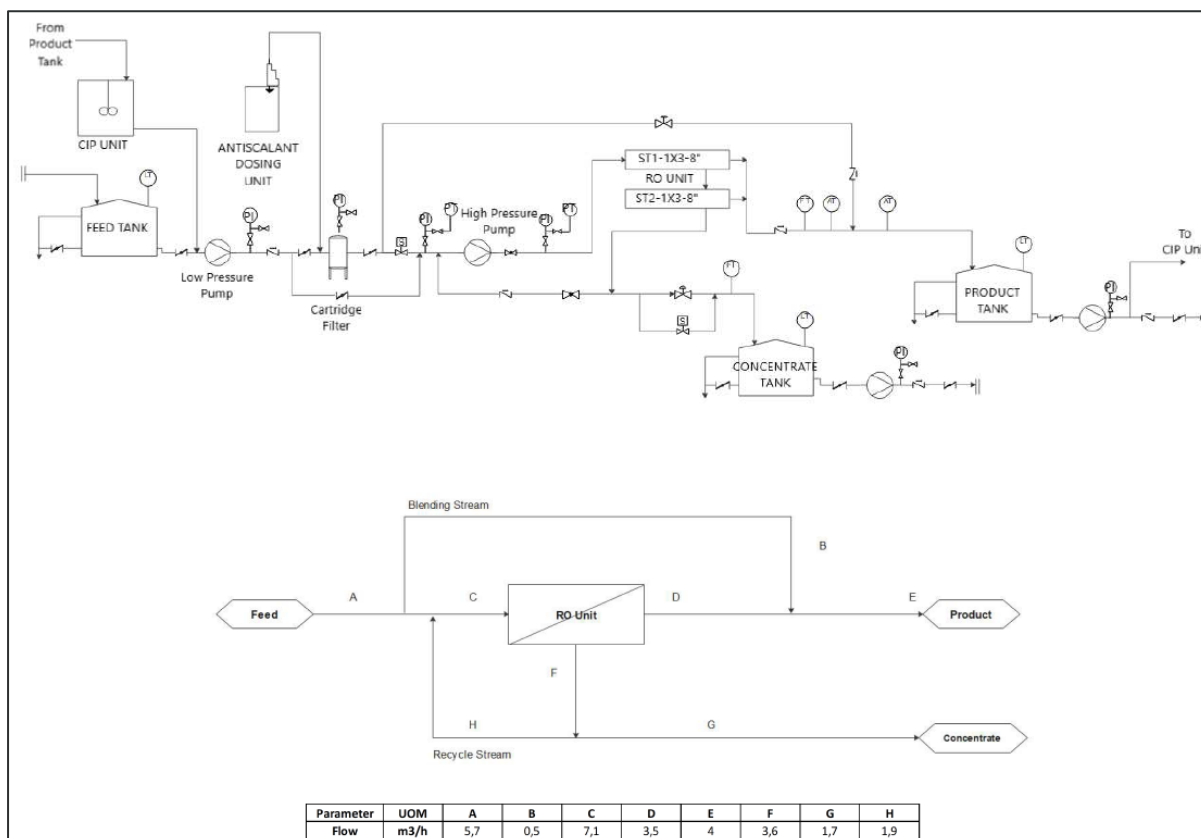 From
Product
Tank
CIP UNIT
ANTISCALANT
DOSING
UNIT
LT
FEED TANK
PI
Low Pressure
Pump
PI
Cartridge
Filter
S
PI
PT
High Pressure
Pump
PI
PT
ST1-1X3-8"
RO UNIT
ST2-1X3-8"
FT
AT
AT
FT
S
LT
CONCENTRATE
TANK
PI
LT
PRODUCT
TANK
PI
To
CIP Unit
Blending Stream
B
A
C
D
E
Feed
RO Unit
Product
F
H
G
Recycle Stream
Concentrate
Parameter UOM A B C D E F G H
Flow m3/h 5,7 0,5 7,1 3,5 4 3,6 1,7 1,9